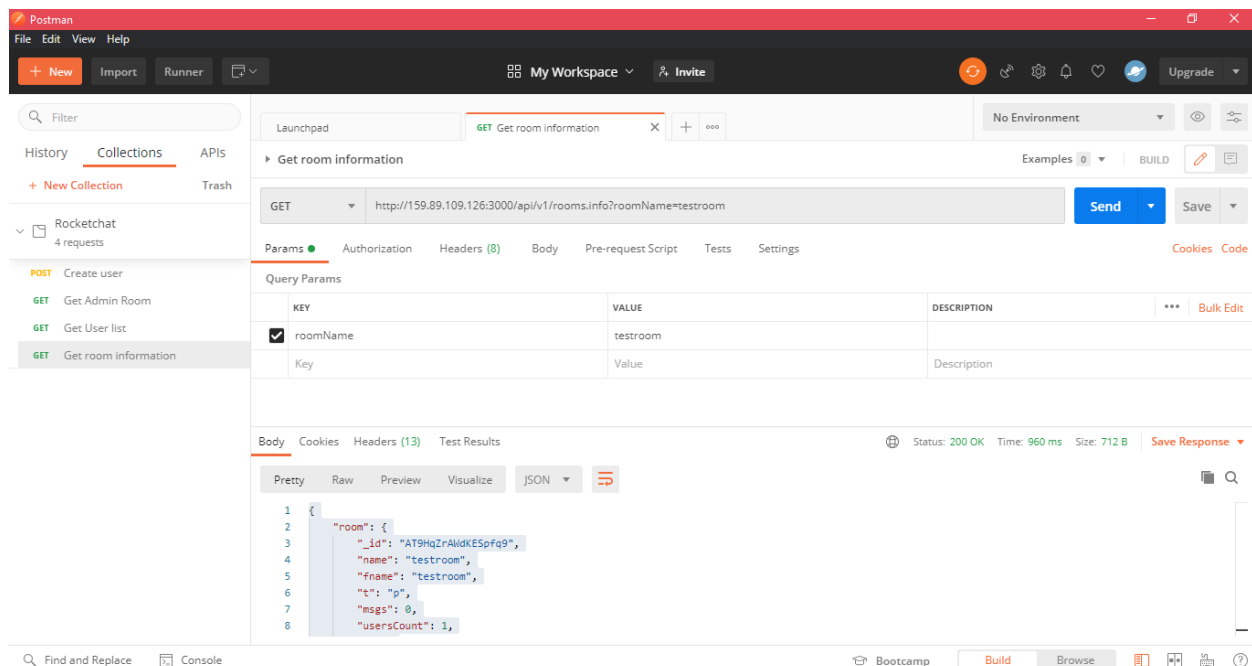 Postman
File Edit View Help
+ New Import Runner My Workspace Invite Upgrade
Filter
History Collections APIs
+ New Collection Trash
Rocketchat
4 requests
POST Create user
GET Get Admin Room
GET Get User list
GET Get room information
Launchpad GET Get room information No Environment
Get room information Examples 0 BUILD
GET http://159.89.109.126:3000/api/v1/rooms.info?roomName=testroom Send Save
Params Authorization Headers (8) Body Pre-request Script Tests Settings Cookies Code
Query Params
KEY VALUE DESCRIPTION Bulk Edit
roomName testroom
Key Value Description
Body Cookies Headers (13) Test Results Status: 200 OK Time: 960 ms Size: 712 B Save Response
Pretty Raw Preview Visualize JSON
1 {
2 "room": {
3 "_id": "AT9HqZrAWdKESpfq9",
4 "name": "testroom",
5 "fname": "testroom",
6 "t": "p",
7 "msgs": 0,
8 "usersCount": 1,
Find and Replace Console Bootcamp Build Browse